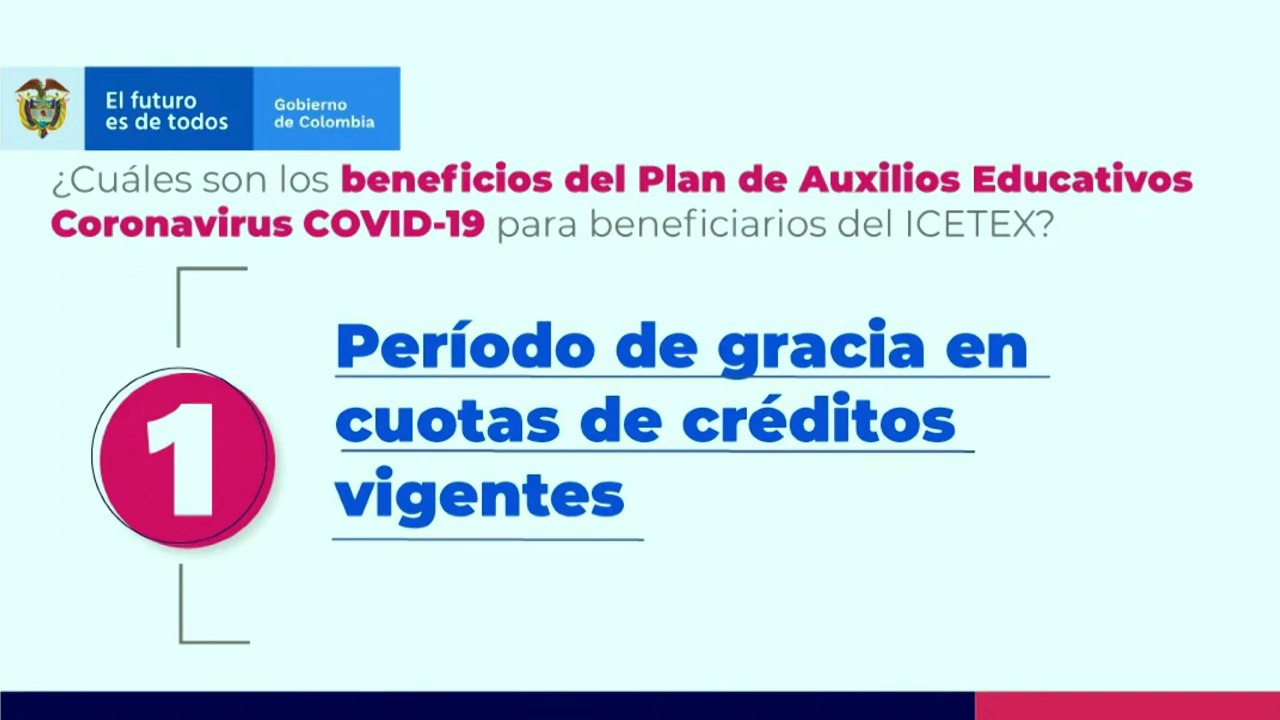 El futuro
es de todos
Gobierno
de Colombia
¿Cuáles son los beneficios del Plan de Auxilios Educativos
Coronavirus COVID-19 para beneficiarios del ICETEX?
1
Período de gracia en
cuotas de créditos
vigentes